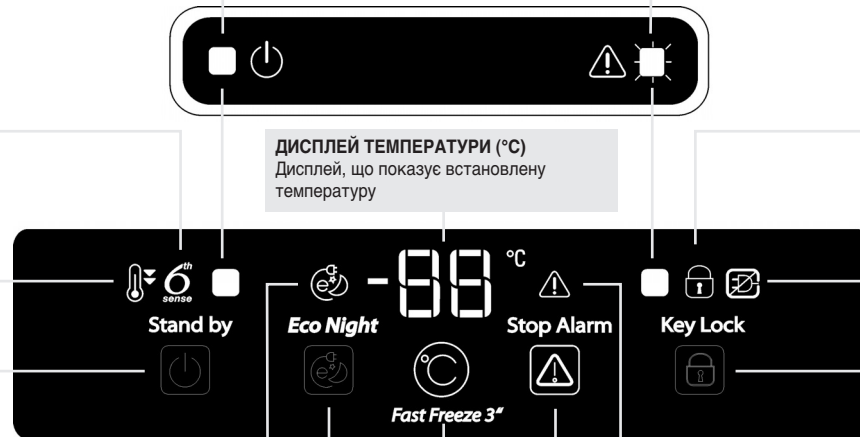 ДИСПЛЕЙ ТЕМПЕРАТУРИ (°C)
Дисплей, що показує встановлену
температуру
6th
sense
-88 °C
Stand by
Eco Night
Stop Alarm
Key Lock
°C
Fast Freeze 3”